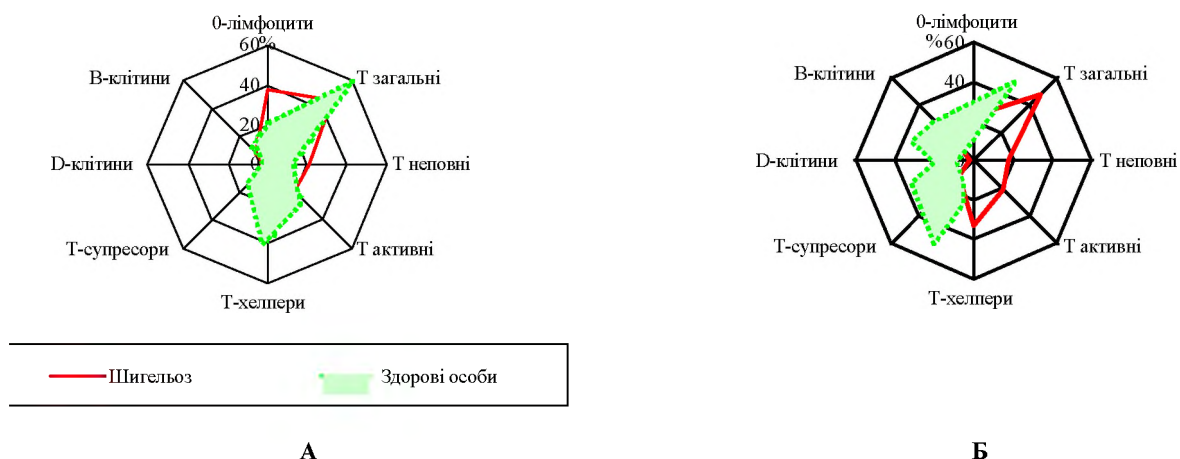 0-лімфоцити
60%
40
20
0
Т загальні
Т неповні
Т активні
Т-хелпери
Т-супресори
D-клітини
В-клітини
0-лімфоцити
%60
40
Т загальні
Т неповні
Т активні
Т-хелпери
Т-супресори
D-клітини
В-клітини
Шигельоз
Здорові особи
А
Б